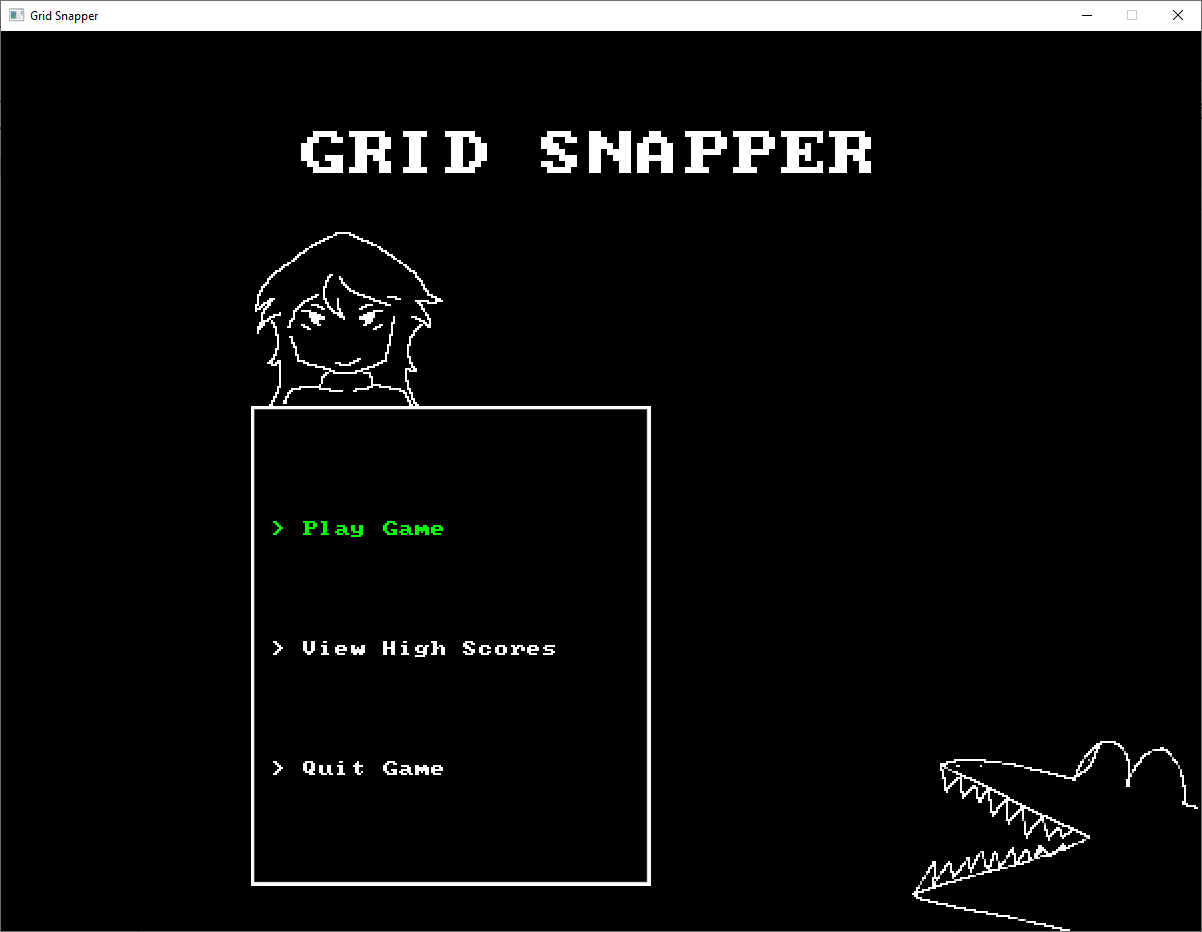 Grid Snapper
GRID SNAPPER
> Play Game
> View High Scores
> Quit Game